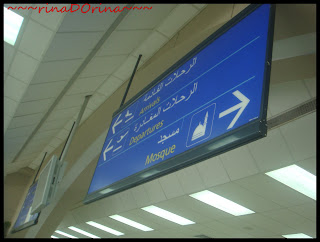 ~~~rinaDOrina~~~
الرحلات القادمة
Arrivals
الرحلات المغادرة
Departures
مسجد
Mosque